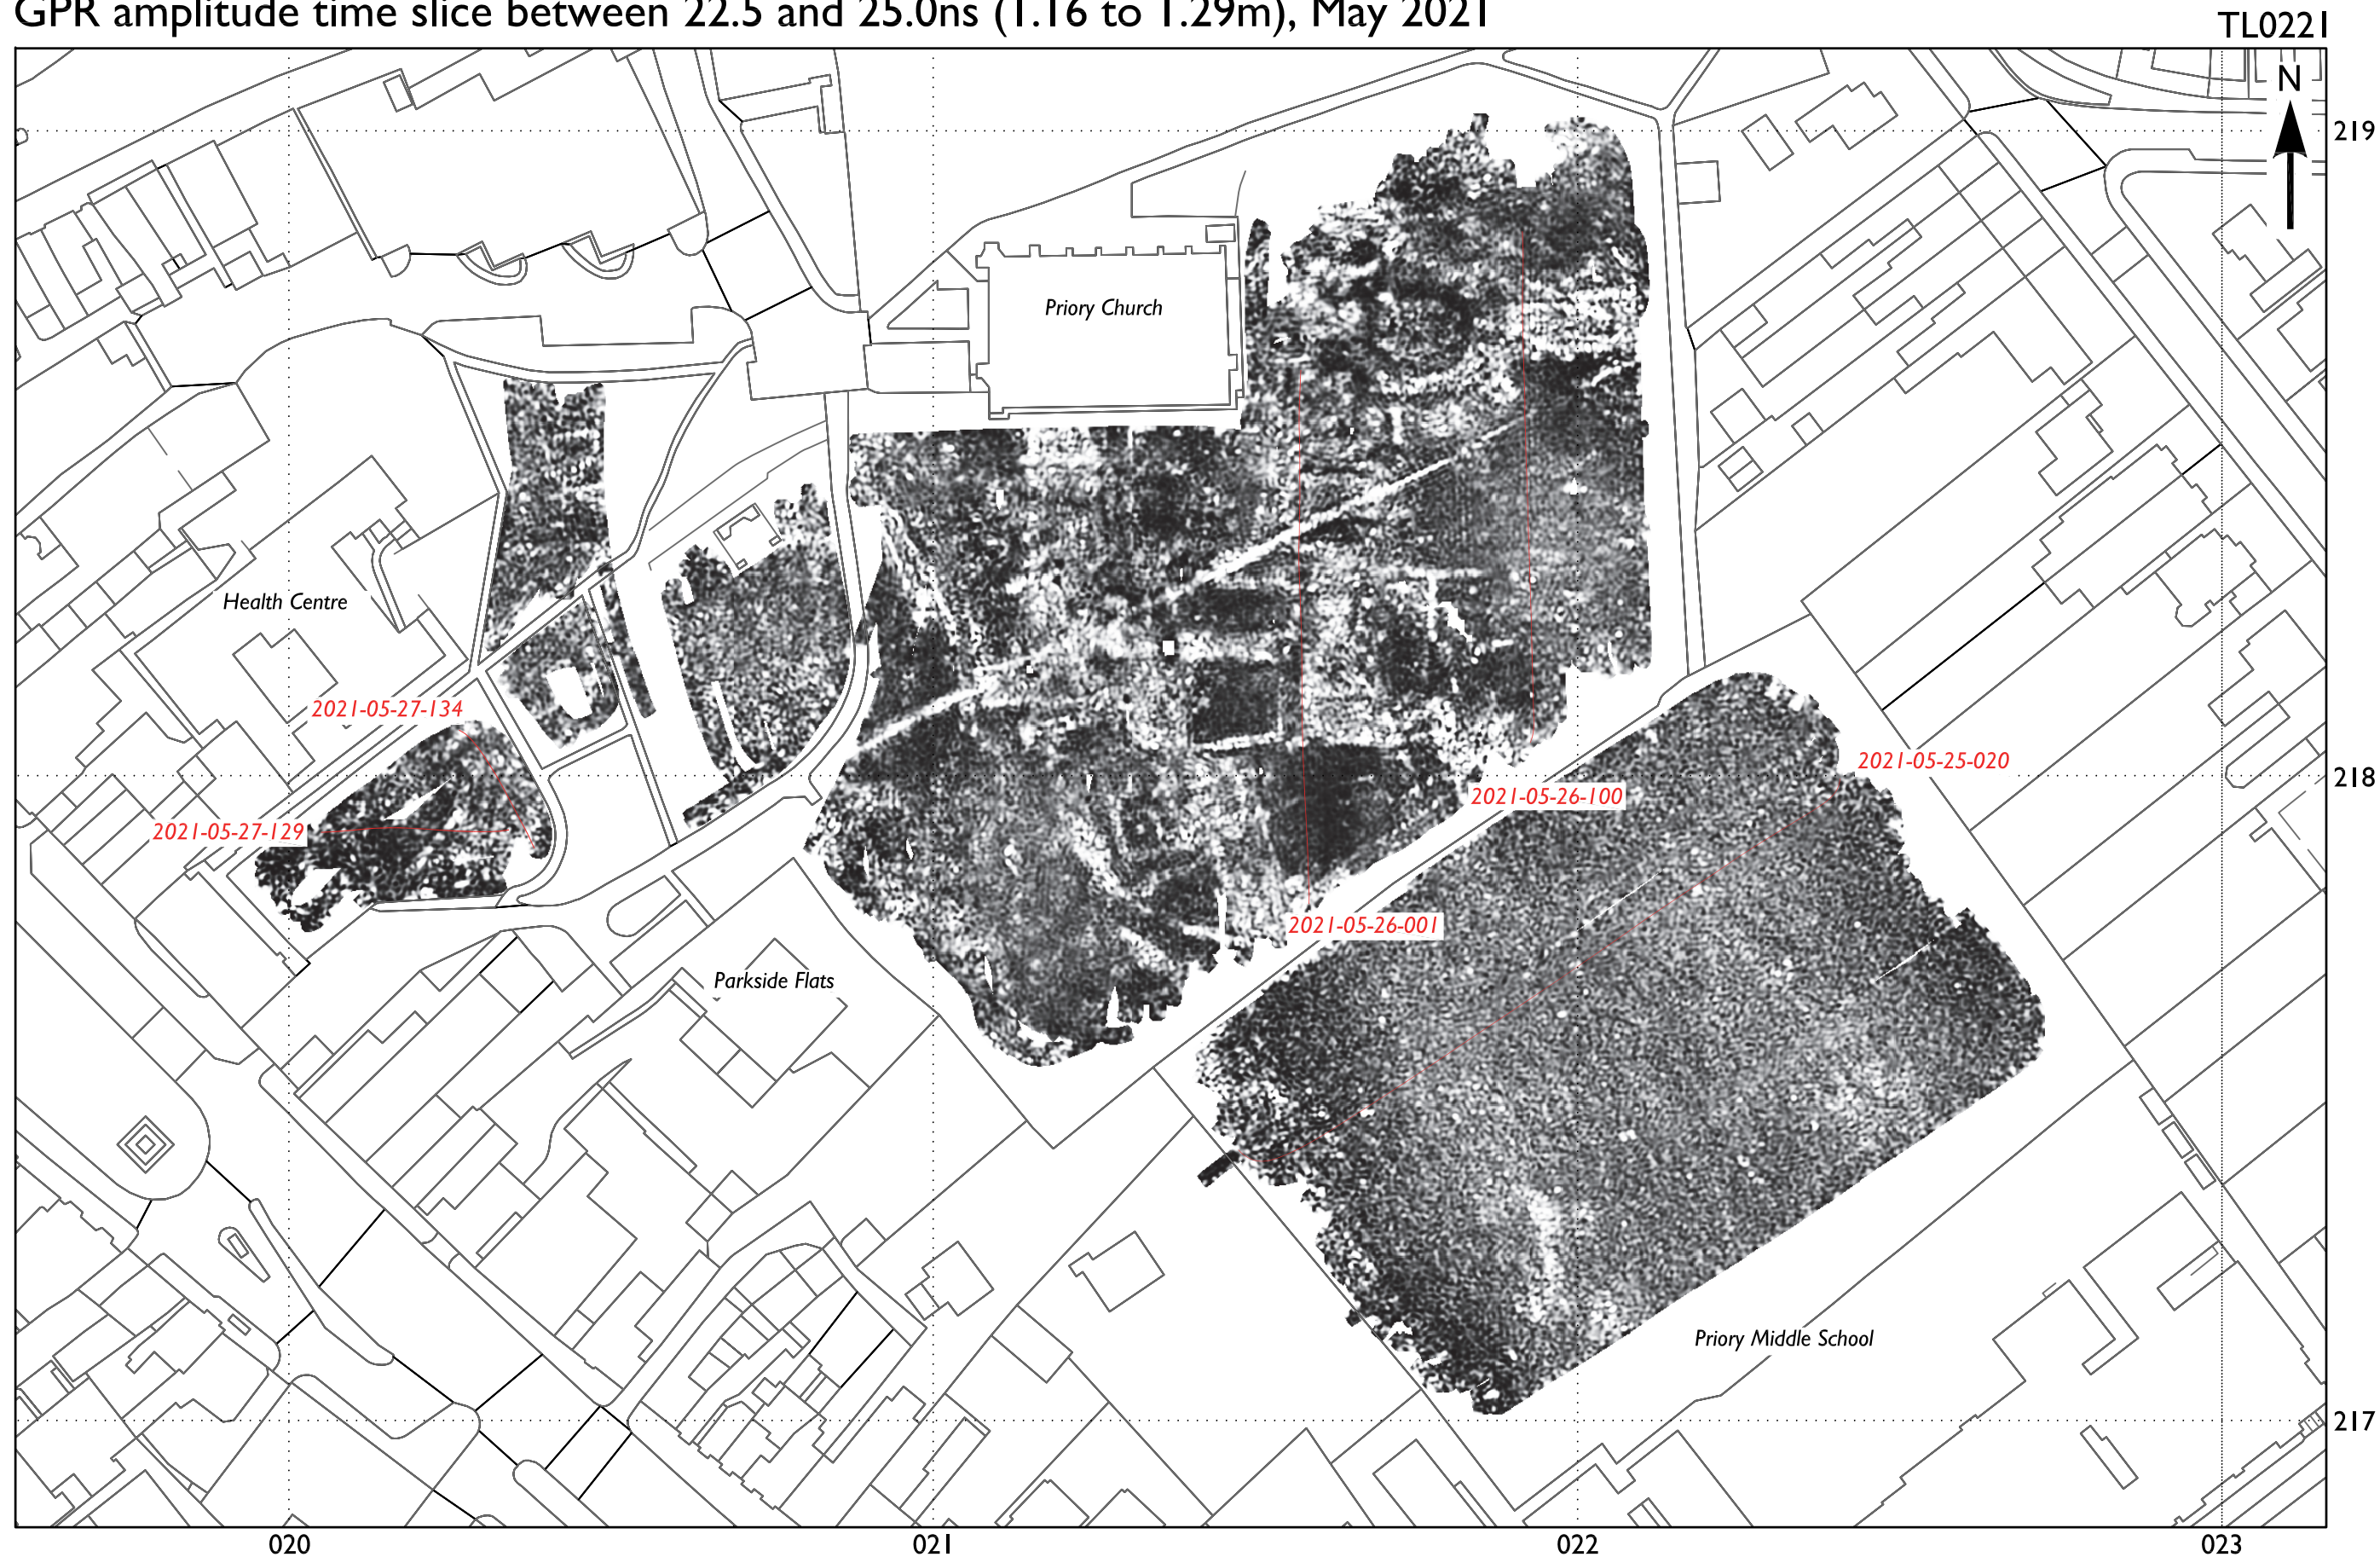 GPR amplitude time slice between 22.5 and 25.0ns (1.16 to 1.29m), May 2021
TL0221
N
219
Priory Church
Health Centre
2021-05-27-134
2021-05-25-020
218
2021-05-26-100
2021-05-27-129
2021-05-26-001
Parkside Flats
Priory Middle School
217
020
021
022
023